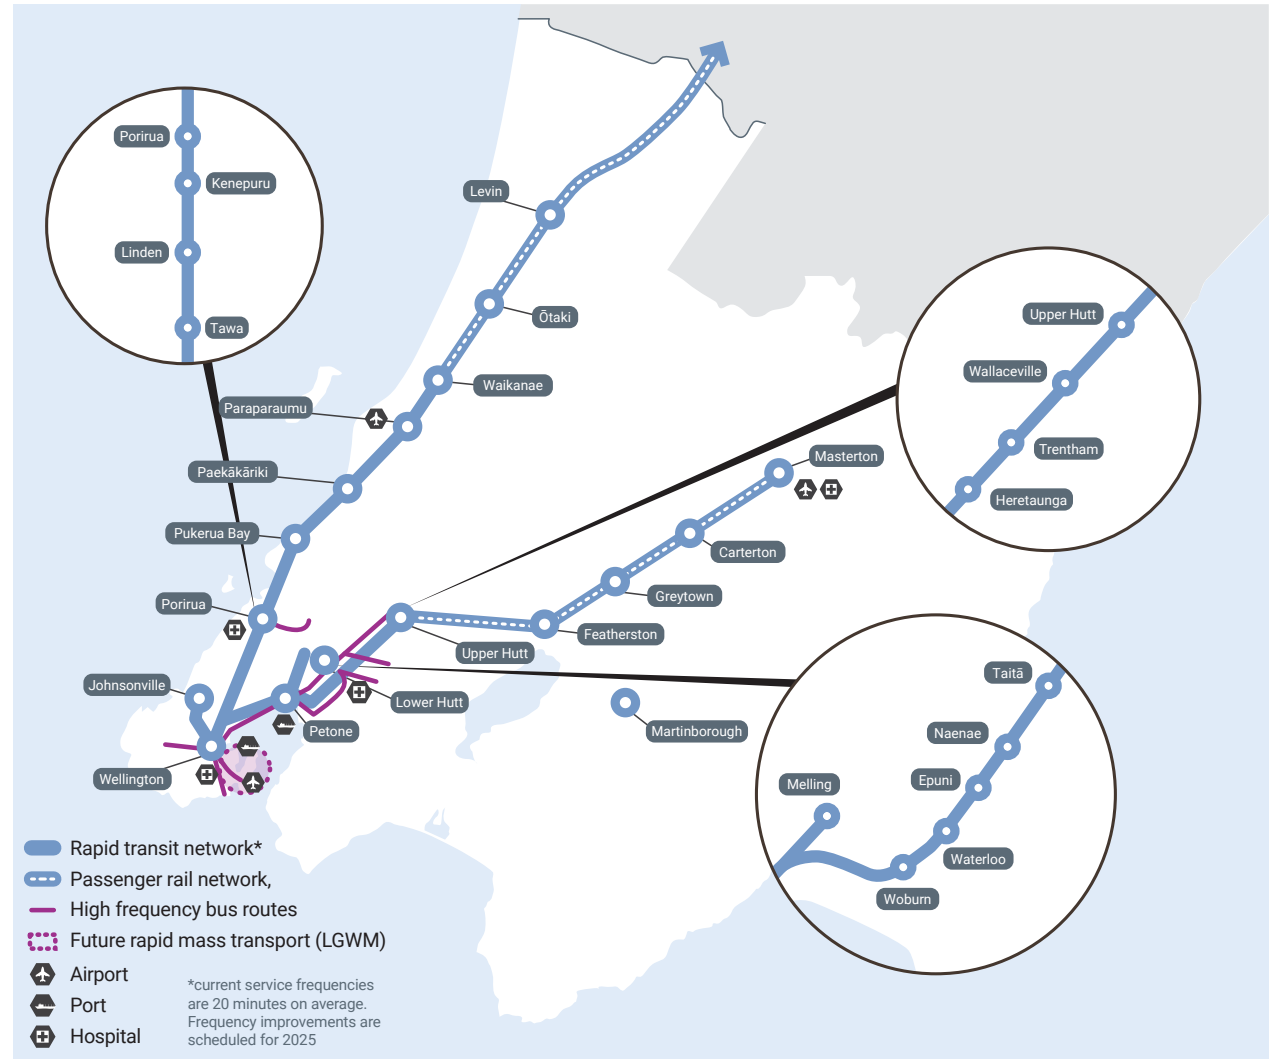 Porirua
Kenepuru
Linden
Tawa
Levin
Ōtaki
Waikanae
Paraparaumu
Paekākāriki
Pukerua Bay
Porirua
Johnsonville
Wellington
Petone
Lower Hutt
Upper Hutt
Featherston
Greytown
Carterton
Masterton
Martinborough
Upper Hutt
Wallaceville
Trentham
Heretaunga
Taitā
Naenae
Epuni
Melling
Waterloo
Woburn
Rapid transit network*
Passenger rail network,
High frequency bus routes
Future rapid mass transport (LGWM)
Airport
Port
Hospital
*current service frequencies
are 20 minutes on average.
Frequency improvements are
scheduled for 2025